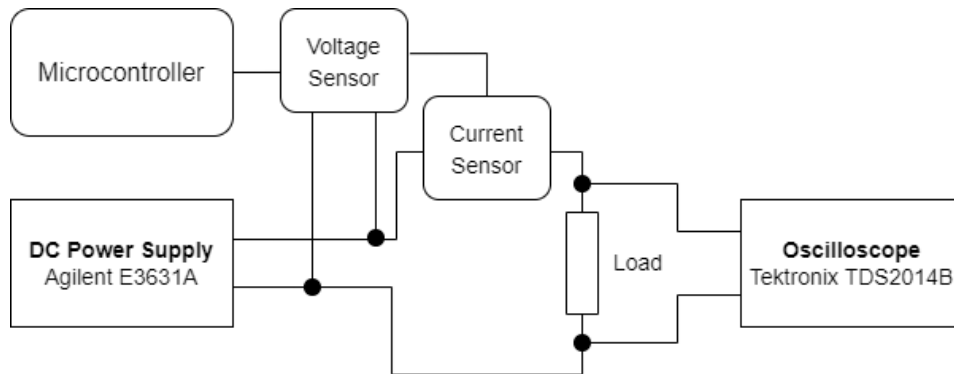 Microcontroller
Voltage
Sensor
Current
Sensor
DC Power Supply
Agilent E3631A
Load
Oscilloscope
Tektronix TDS2014B